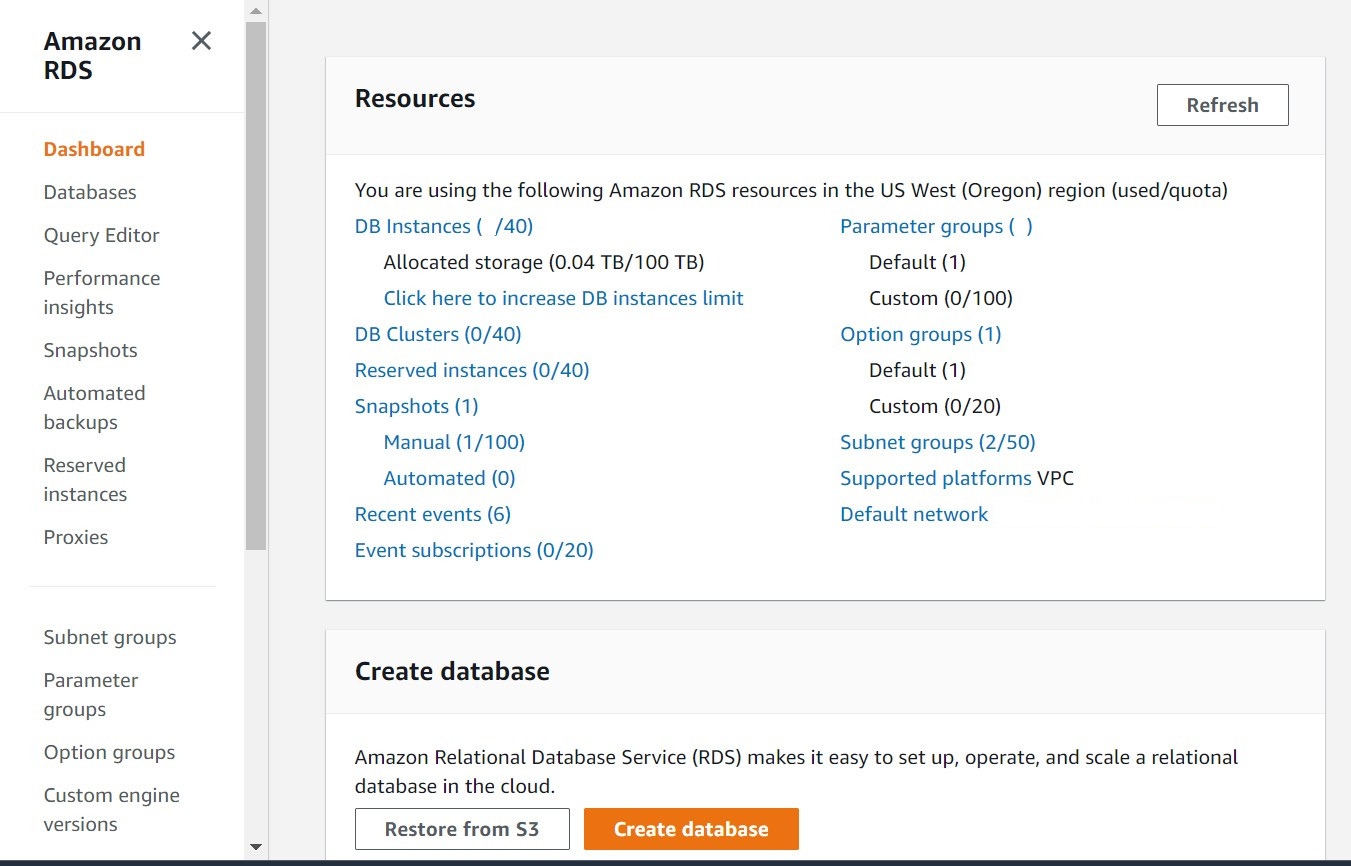 Amazon
RDS
Dashboard
Databases
Query Editor
Performance
insights
Snapshots
Automated
backups
Reserved
instances
Proxies
Subnet groups
Parameter
groups
Option groups
Custom engine
versions
Resources
Refresh
You are using the following Amazon RDS resources in the US West (Oregon) region (used/quota)
DB Instances ( /40)
Allocated storage (0.04 TB/100 TB)
Click here to increase DB instances limit
DB Clusters (0/40)
Reserved instances (0/40)
Snapshots (1)
Manual (1/100)
Automated (0)
Recent events (6)
Event subscriptions (0/20)
Parameter groups ( )
Default (1)
Custom (0/100)
Option groups (1)
Default (1)
Custom (0/20)
Subnet groups (2/50)
Supported platforms VPC
Default network
Create database
Amazon Relational Database Service (RDS) makes it easy to set up, operate, and scale a relational
database in the cloud.
Restore from S3
Create database